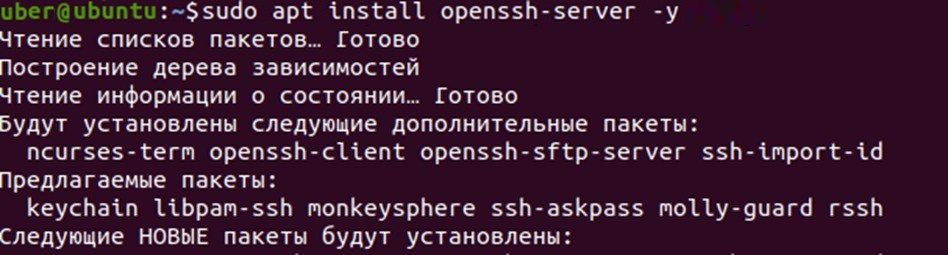 uber@ubuntu:~$sudo apt install openssh-server -y
Чтение списков пакетов… Готово
Построение дерева зависимостей
Чтение информации о состоянии… Готово
Будут установлены следующие дополнительные пакеты:
ncurses-term openssh-client openssh-sftp-server ssh-import-id
Предлагаемые пакеты:
keychain libpam-ssh monkeysphere ssh-askpass molly-guard rssh
Следующие НОВЫЕ пакеты будут установлены: